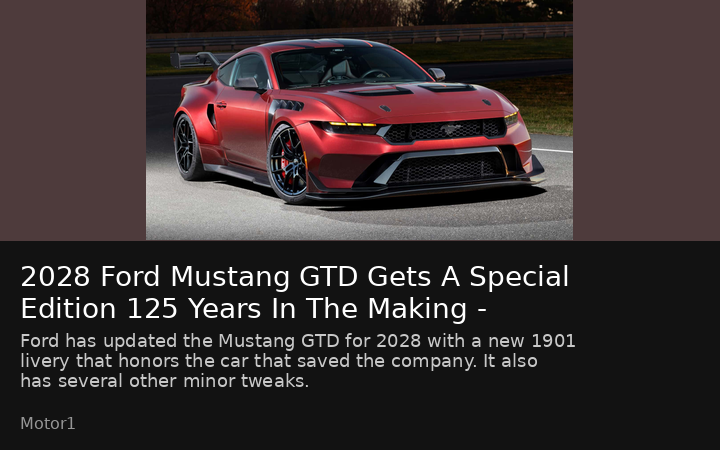 2028 Ford Mustang GTD Gets A Special
Edition 125 Years In The Making -
Ford has updated the Mustang GTD for 2028 with a new 1901
livery that honors the car that saved the company. It also
has several other minor tweaks.
Motor1